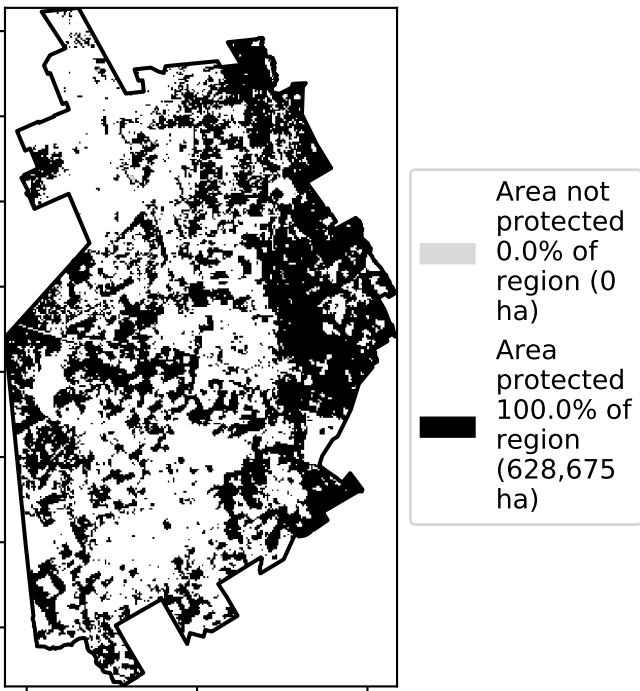 Area not
protected
0.0% of
region (0
ha)
Area
protected
100.0% of
region
(628,675
ha)